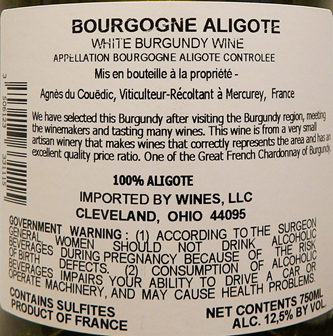 BOURGOGNE ALIGOTE
WHITE BURGUNDY WINE
APPELLATION BOURGOGNE ALIGOTE CONTROLEE
Mis en bouteille à la propriété -
Agnès du Couëdic, Viticulteur-Récoltant à Mercurey, France
We have selected this Burgundy after visiting the Burgundy region, meeting
the winemakers and tasting many wines. This wine is from a very small
artisan winery that makes wines that correctly represents the area and has an
excellent quality price ratio. One of the Great French Chardonnay of Burgundy.
100% ALIGOTE
IMPORTED BY WINES, LLC
CLEVELAND, OHIO 44095
GOVERNMENT WARNING: (1) ACCORDING TO THE SURGEON
GENERAL WOMEN SHOULD NOT DRINK ALCOHOLIC
BEVERAGES DURING PREGNANCY BECAUSE OF THE RISK
OF BIRTH DEFECTS. (2) CONSUMPTION OF ALCOHOLIC
BEVERAGES IMPAIRS YOUR ABILITY TO DRIVE A CAR OR
OPERATE MACHINERY, AND MAY CAUSE HEALTH PROBLEMS.
CONTAINS SULFITES
PRODUCT OF FRANCE
NET CONTENTS 750ML
ALC. 12,5% BY VOL.